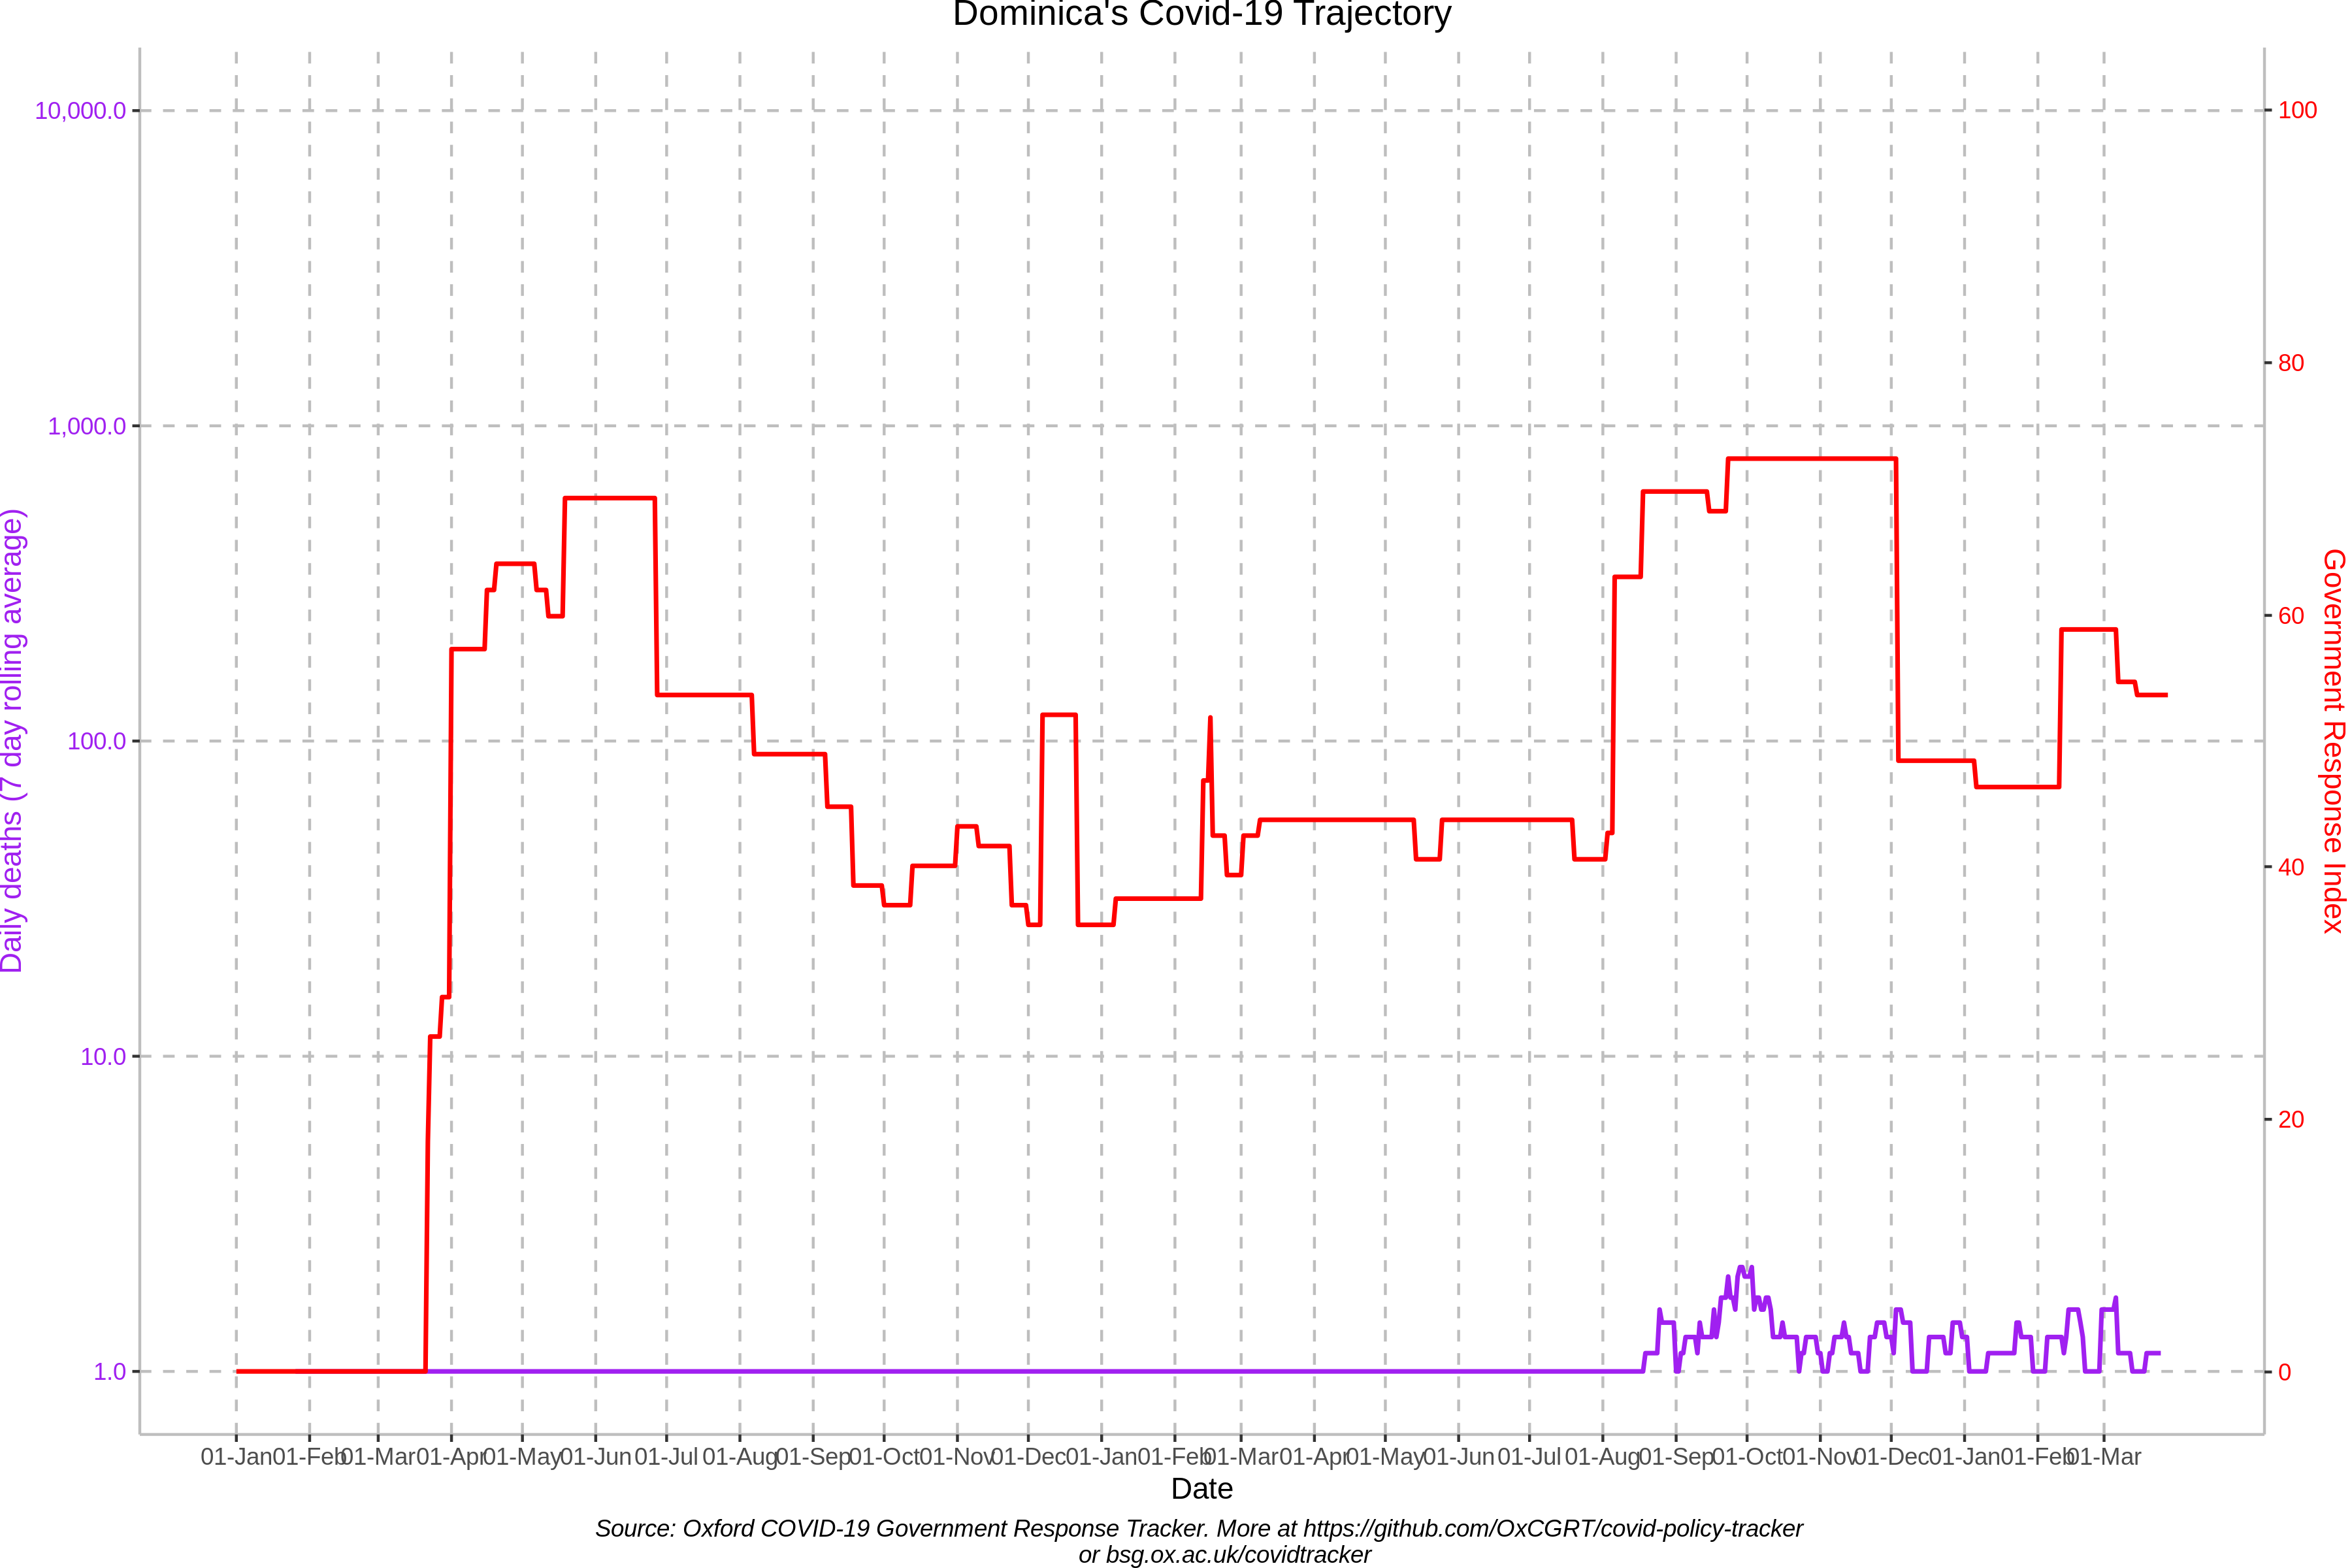 Dominica's Covid-19 Trajectory
Daily deaths (7 day rolling average)
10,000.0
1,000.0
100.0
10.0
1.0
100
80
60
40
20
0
Government Response Index
01-Jan 01-Feb 01-Mar 01-Apr 01-May 01-Jun 01-Jul 01-Aug 01-Sep 01-Oct 01-Nov 01-Dec 01-Jan 01-Feb 01-Mar 01-Apr 01-May 01-Jun 01-Jul 01-Aug 01-Sep 01-Oct 01-Nov 01-Dec 01-Jan 01-Feb 01-Mar
Date
Source: Oxford COVID-19 Government Response Tracker. More at https://github.com/OxCGRT/covid-policy-tracker
or bsg.ox.ac.uk/covidtracker